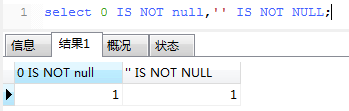 1 select 0 IS NOT null,'' IS NOT NULL;
信息 结果1 概况 状态
0 IS NOT null '' IS NOT NULL
1 1